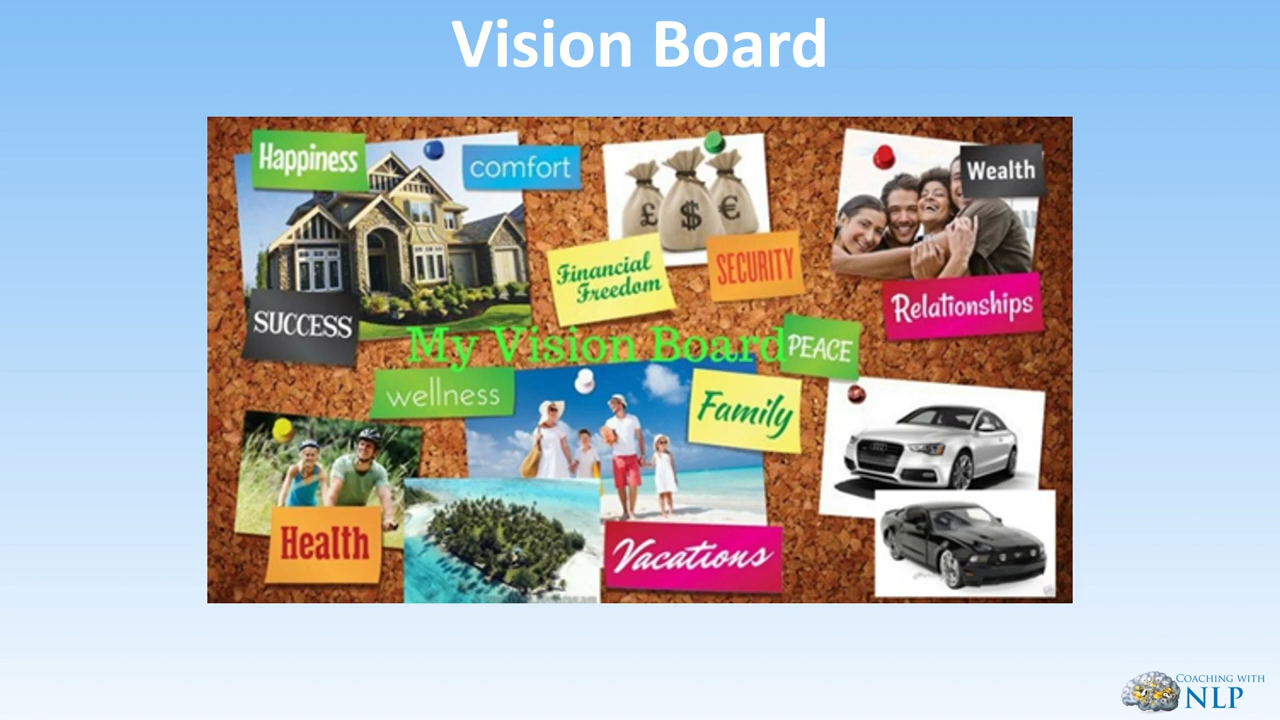 Vision Board
Happiness
comfort
Wealth
£
$
€
Financial
Freedom
SECURITY
Relationships
SUCCESS
My Vision Board
PEACE
wellness
Family
Health
Vacations
COACHING WITH
NLP